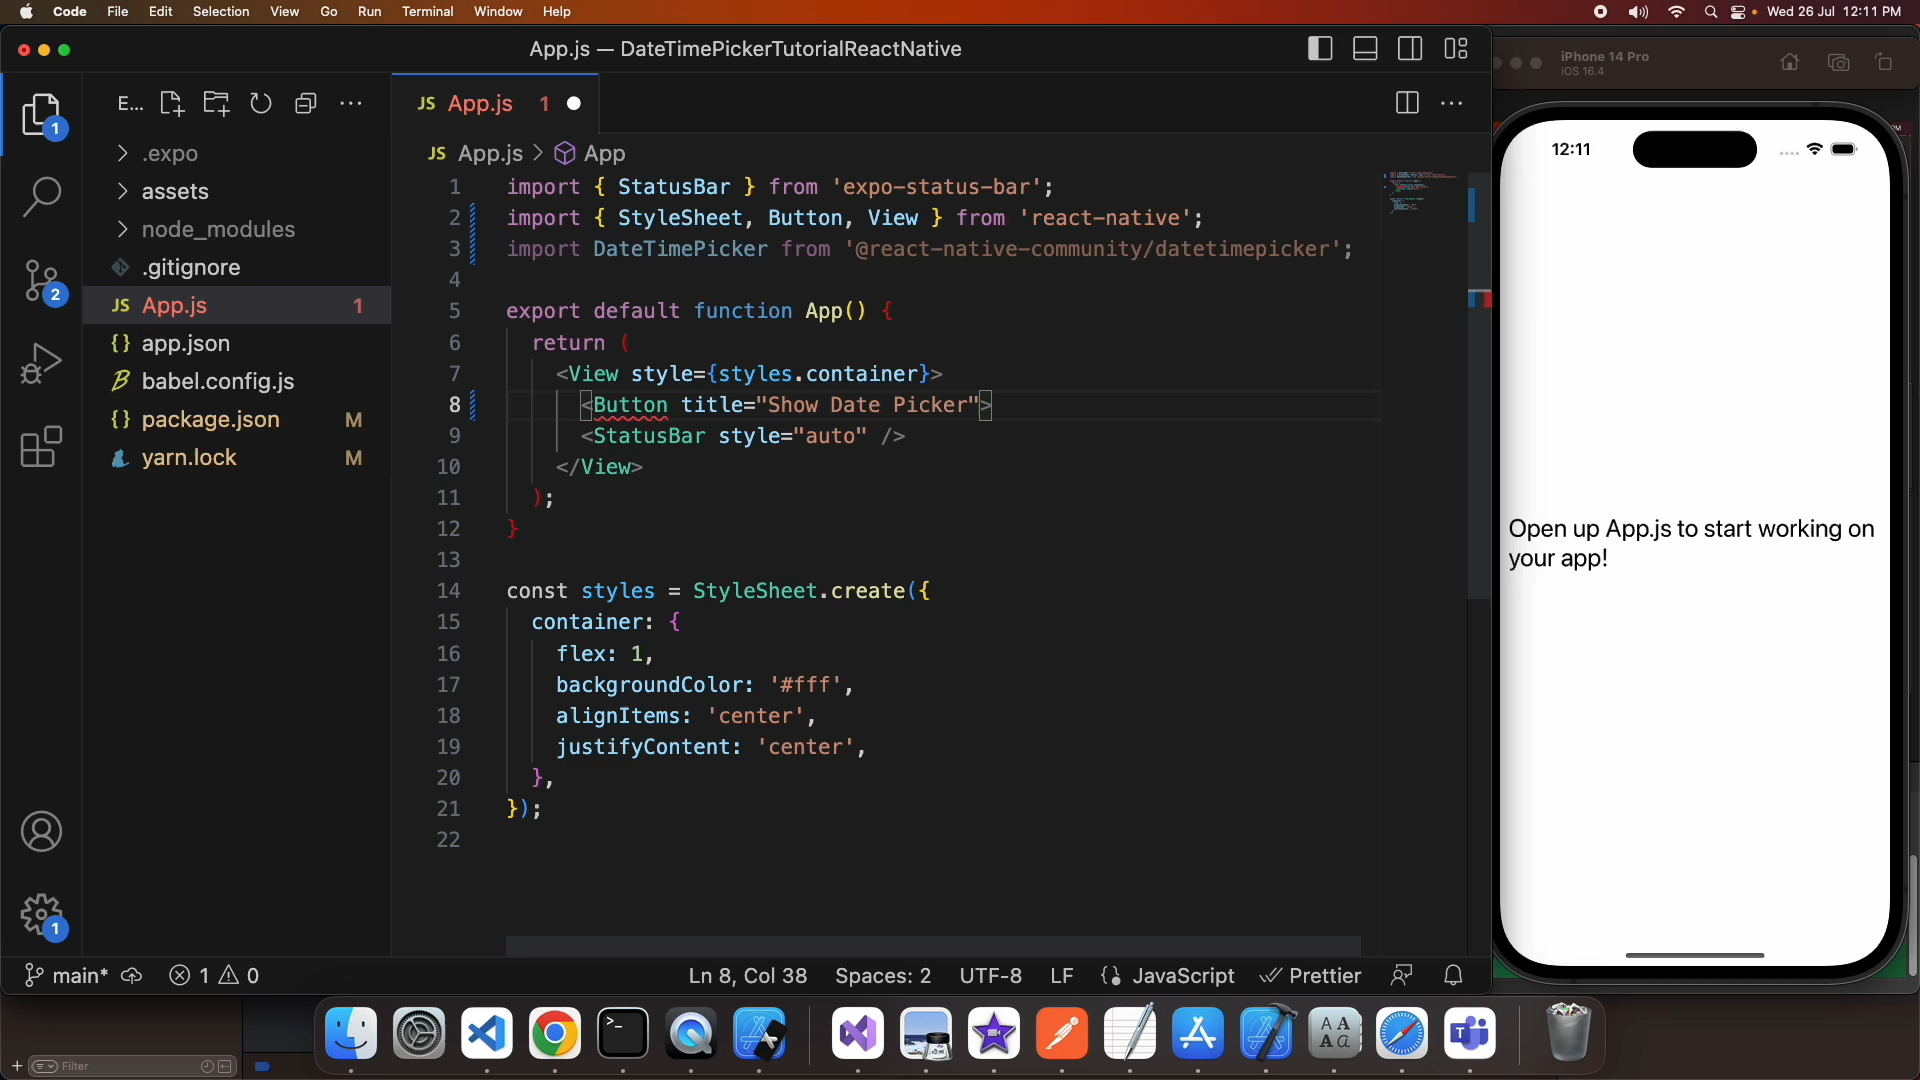 Code File Edit Selection View Go Run Terminal Window Help
Wed 26 Jul 12:11 PM
App.js — DateTimePickerTutorialReactNative
iPhone 14 Pro
iOS 16.4
E...
JS App.js 1
JS App.js > App
.expo
assets
node_modules
.gitignore
JS App.js 1
{} app.json
babel.config.js
{} package.json M
yarn.lock M
1
2
1
1 import { StatusBar } from 'expo-status-bar';
2 import { StyleSheet, Button, View } from 'react-native';
3 import DateTimePicker from '@react-native-community/datetimepicker';
4
5 export default function App() {
6 return (
7 <View style={styles.container}>
8 <Button title="Show Date Picker">
9 <StatusBar style="auto" />
10 </View>
11 );
12 }
13
14 const styles = StyleSheet.create({
15 container: {
16 flex: 1,
17 backgroundColor: '#fff',
18 alignItems: 'center',
19 justifyContent: 'center',
20 },
21 });
22
12:11
Open up App.js to start working on
your app!
main* 1 0
Ln 8, Col 38 Spaces: 2 UTF-8 LF {} JavaScript Prettier
Filter